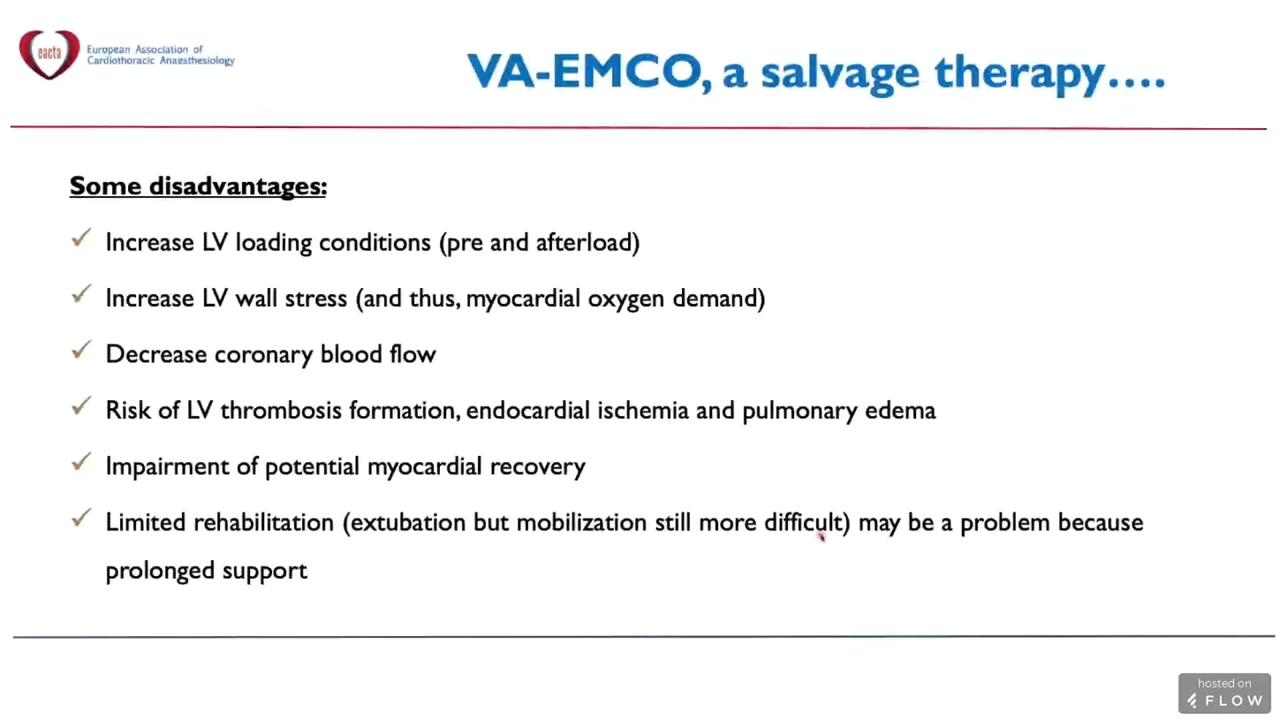 eacta
European Association of
Cardiothoracic Anaesthesiology
VA-EMCO, a salvage therapy....
Some disadvantages:
Increase LV loading conditions (pre and afterload)
Increase LV wall stress (and thus, myocardial oxygen demand)
Decrease coronary blood flow
Risk of LV thrombosis formation, endocardial ischemia and pulmonary edema
Impairment of potential myocardial recovery
Limited rehabilitation (extubation but mobilization still more difficult) may be a problem because
prolonged support
hosted on
FLOW